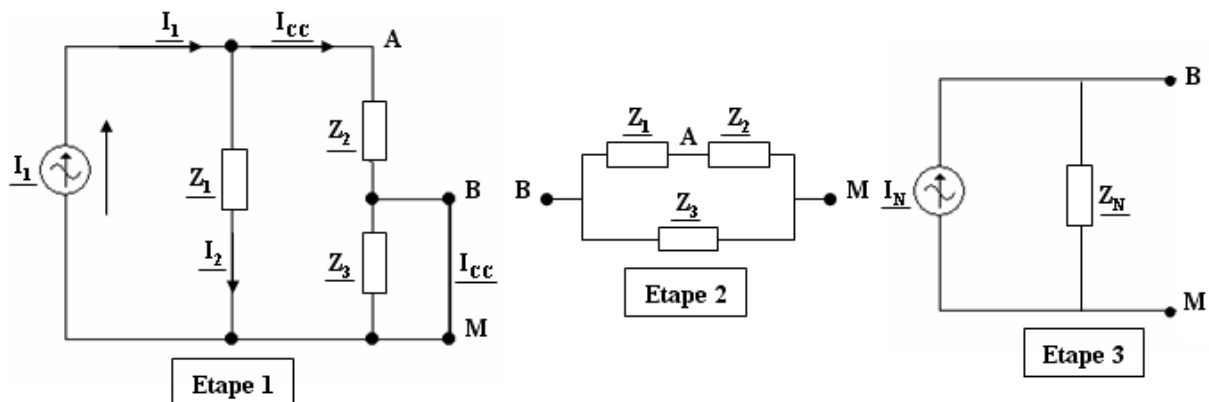 I1 ICC A
I1
Z1
Z2
B
I2
Z3
ICC
M
Etape 1
Z1 A Z2
B M
Z3
Etape 2
B
IN
ZN
M
Etape 3